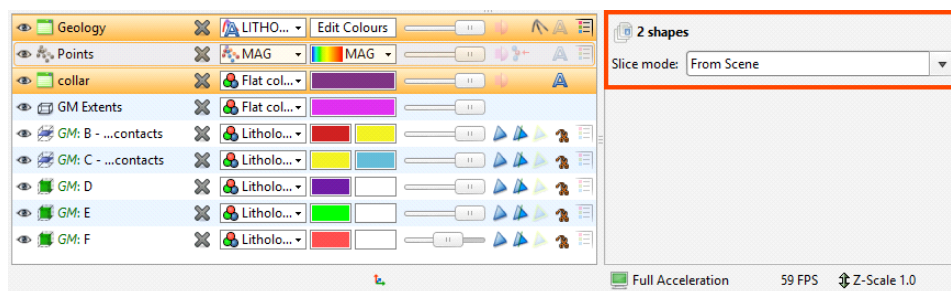 Geology LITHO... Edit Colours A
Points MAG MAG A
collar Flat col... A
GM Extents Flat col...
GM: B - ...contacts Litholo...
GM: C - ...contacts Litholo...
GM: D Litholo...
GM: E Litholo...
GM: F Litholo...
2 shapes
Slice mode: From Scene
Full Acceleration 59 FPS Z-Scale 1.0